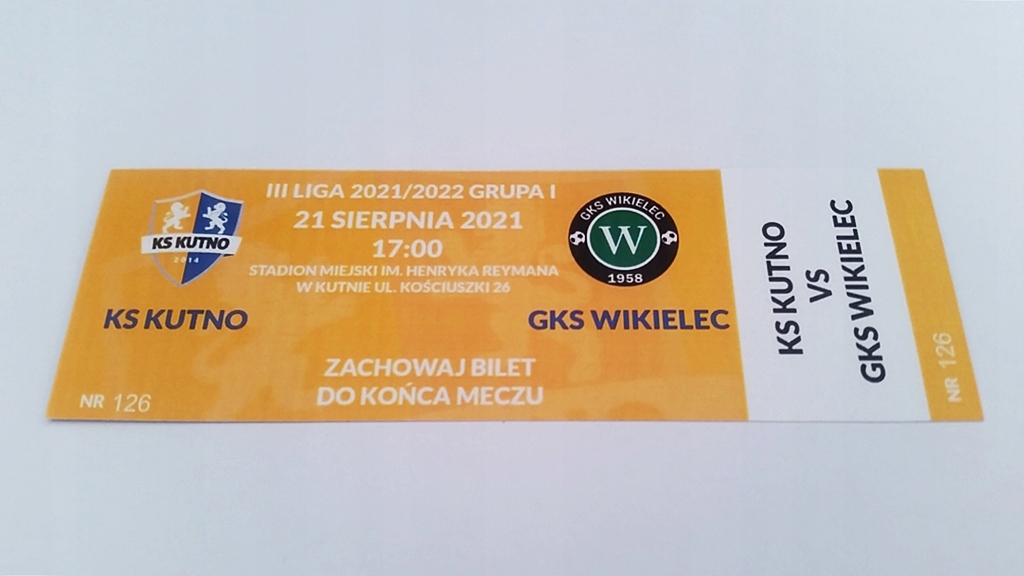 III LIGA 2021/2022 GRUPA I
21 SIERPNIA 2021
17:00
STADION MIEJSKI IM. HENRYKA REYMANA
W KUTNIE UL. KOŚCIUSZKI 26
KS KUTNO
2014
KS KUTNO
GKS WIKIELEC
W
1958
GKS WIKIELEC
ZACHOWAJ BILET
DO KOŃCA MECZU
NR 126
KS KUTNO
VS
GKS WIKIELEC
NR 126